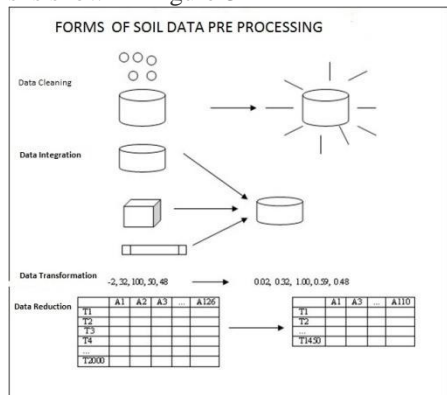 FORMS OF SOIL DATA PRE PROCESSING
Data Cleaning
Data Integration
Data Transformation
-2, 32, 100, 50, 48 0.02, 0.32, 1.00, 0.59, 0.48
Data Reduction
A1 A2 A3 ... A126
T1
T2
T3
T4
...
T2000
A1 A3 ... A110
T1
T2
...
T1450